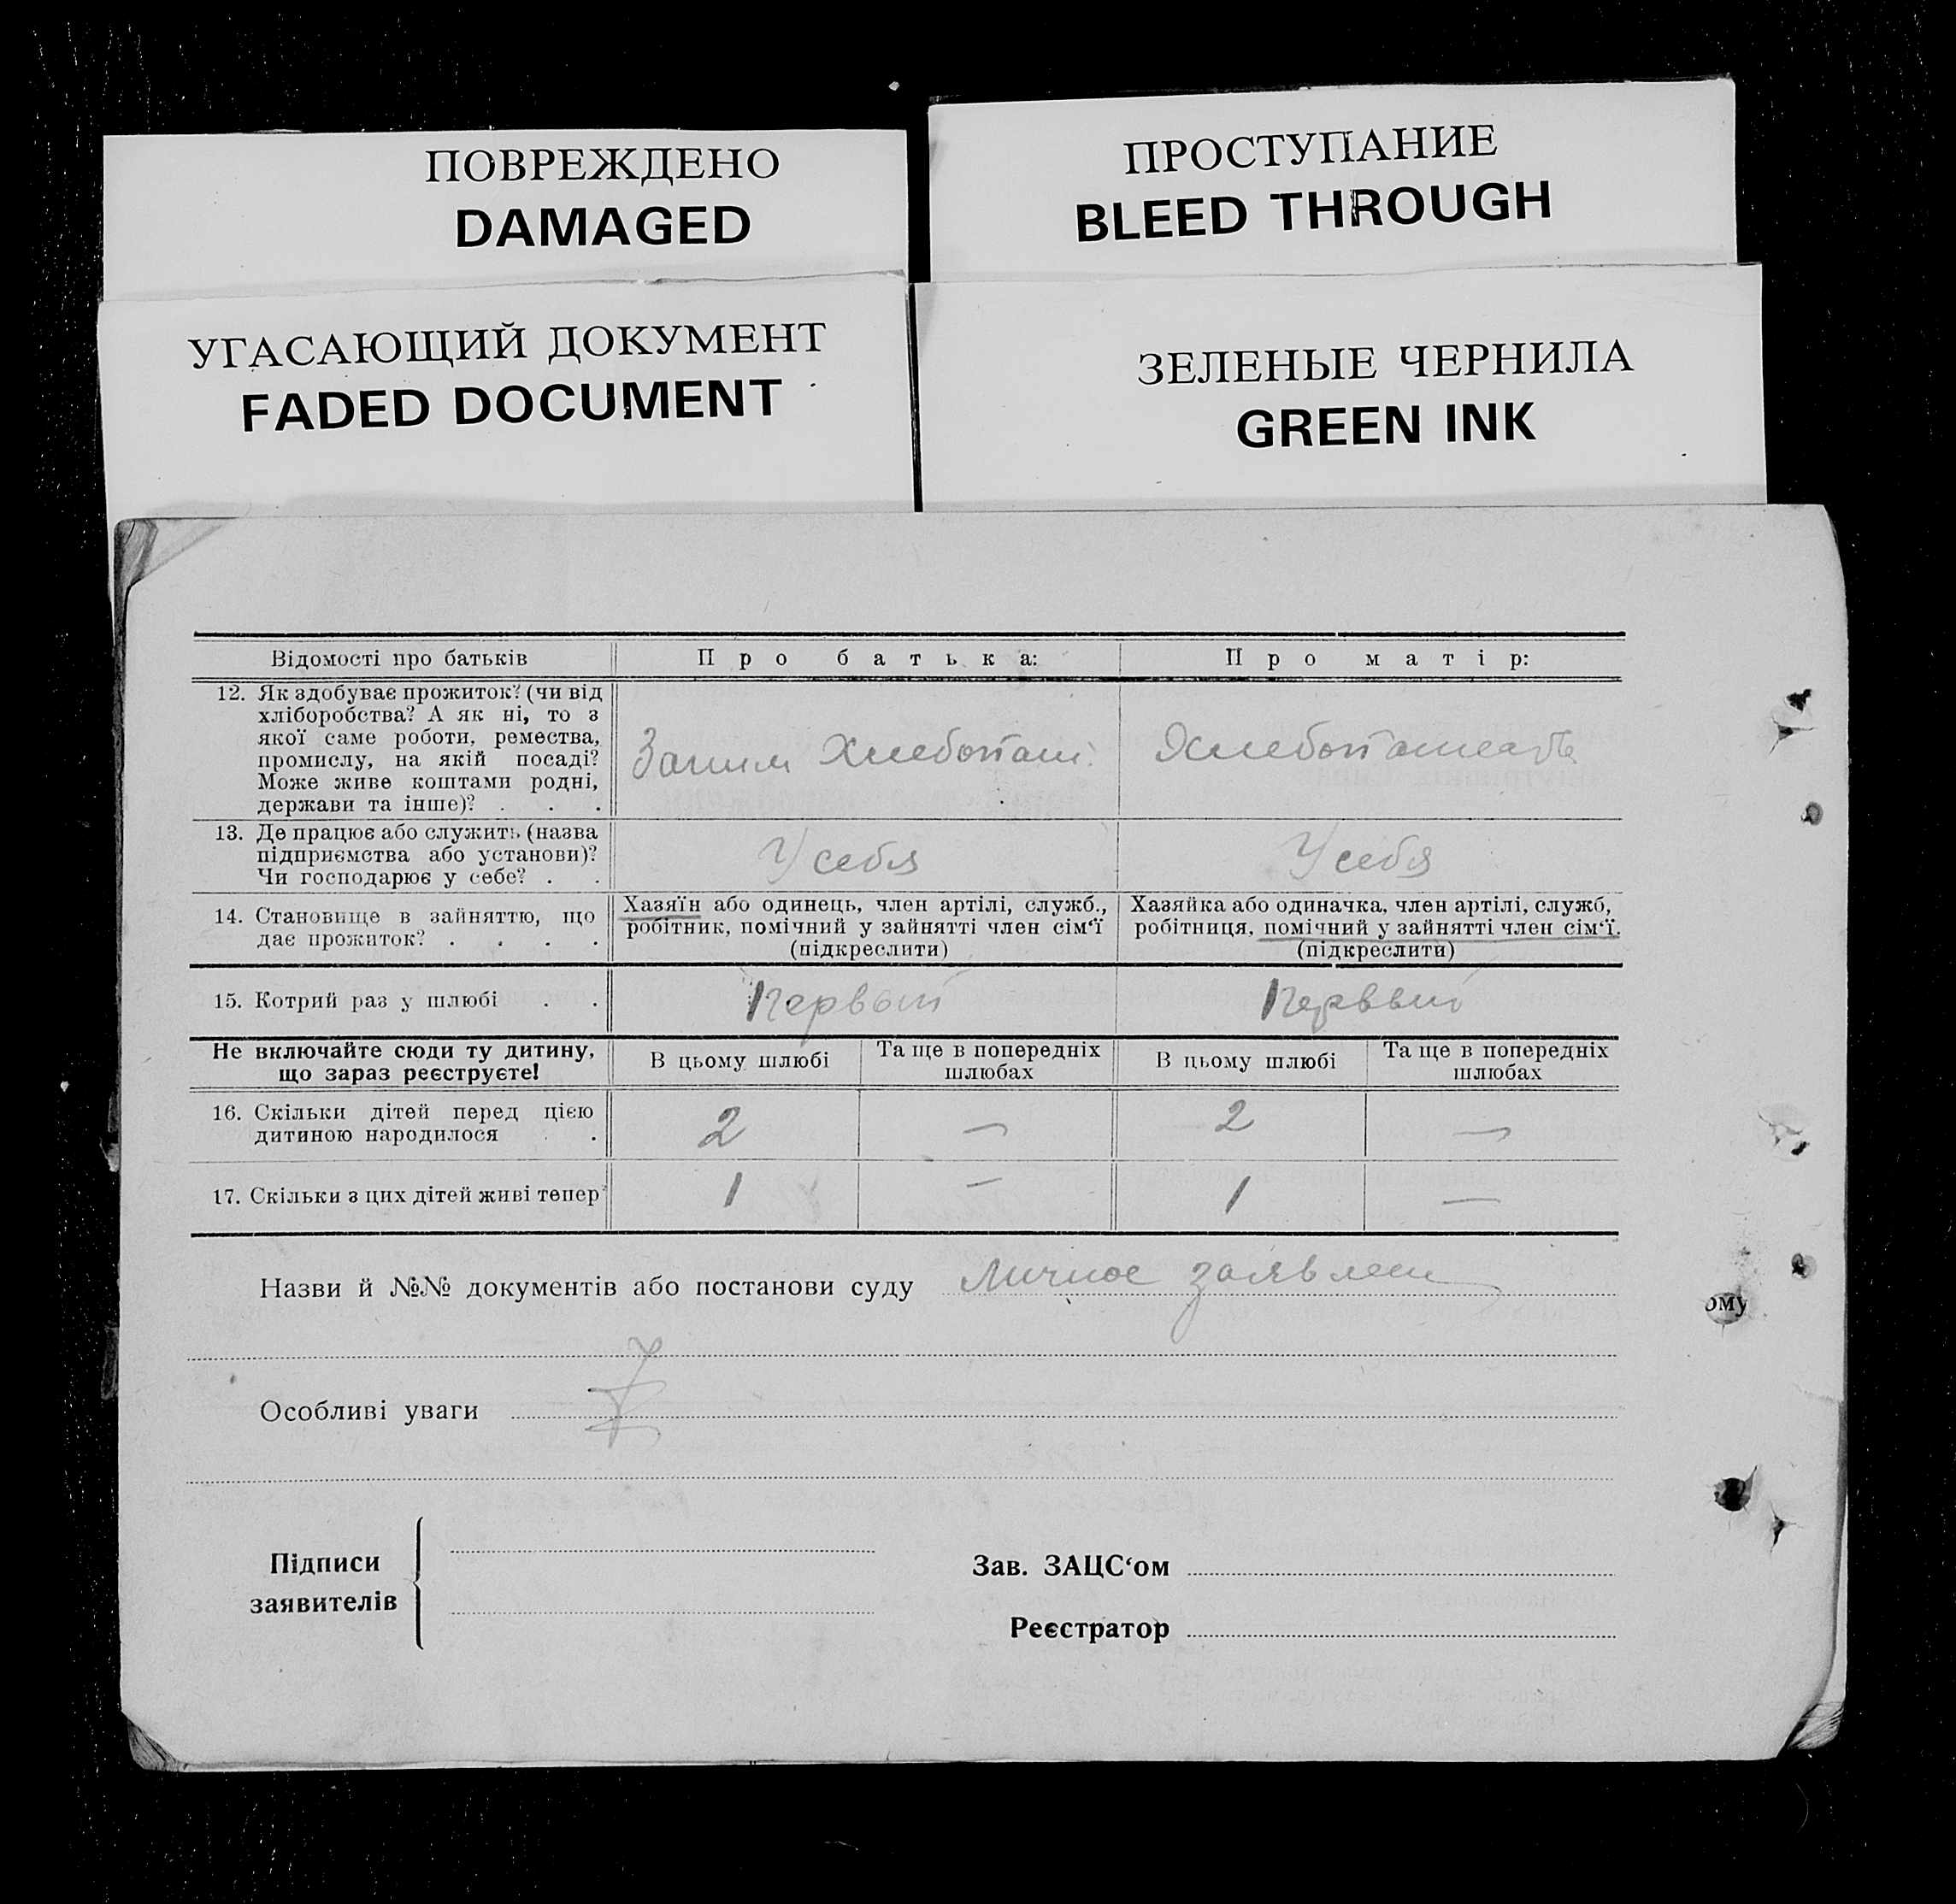 ПОВРЕЖДЕНО
DAMAGED
ПРОСТУПАНИЕ
BLEED THROUGH
УГАСАЮЩИЙ ДОКУМЕНТ
FADED DOCUMENT
ЗЕЛЕНЫЕ ЧЕРНИЛА
GREEN INK
Відомості про батьків
Про батька:
Про матір:
12. Як здобуває прожиток? (чи від
хліборобства? А як ні, то з
якої саме роботи, ремества,
промислу, на якій посаді?
Може живе коштами родні,
держави та інше)? . . .
Хлебопаш.
13. Де працює або служить (назва
підприємства або установи)?
Чи господарює у себе? . .
У себя
У себя
14. Становище в зайняттю, що
дає прожиток? . . . .
Хазяїн або одинець, член артілі, служб.,
робітник, помічний у зайнятті член сім‘ї
(підкреслити)
Хазяйка або одиначка, член артілі, служб,
робітниця, помічний у зайнятті член сім‘ї.
(підкреслити)
15. Котрий раз у шлюбі . .
Первый
Первый
Не включайте сюди ту дитину,
що зараз реєструєте!
В цьому шлюбі
Та ще в попередніх
шлюбах
В цьому шлюбі
Та ще в попередніх
шлюбах
16. Скільки дітей перед цією
дитиною народилося . .
2
—
2
—
17. Скільки з цих дітей живі тепер?
1
—
1
—
Назви й №№ документів або постанови суду Личное заявлен
Особливі уваги
Підписи
заявителів
Зав. ЗАЦС‘ом
Реєстратор
ому